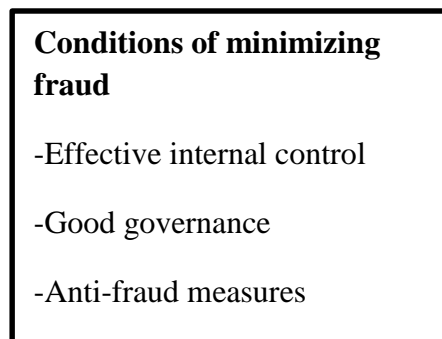 Conditions of minimizing
fraud
-Effective internal control
-Good governance
-Anti-fraud measures